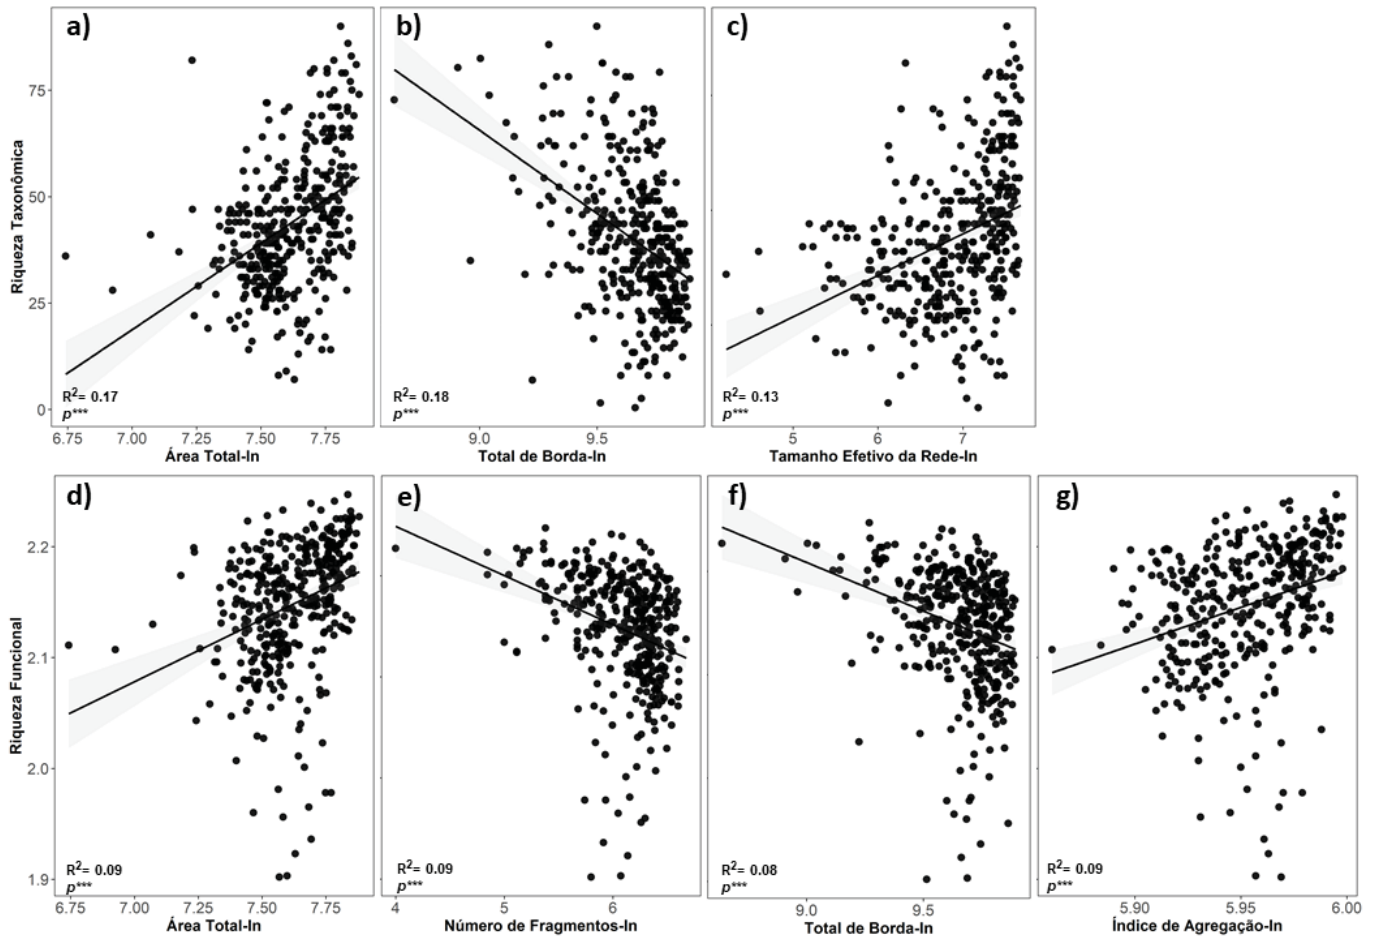 a)
b)
c)
Riqueza Taxonômica
75
50
25
0
R²= 0.17
p***
R²= 0.18
p***
R²= 0.13
p***
6.75 7.00 7.25 7.50 7.75
9.0 9.5
5 6 7
Área Total-ln
Total de Borda-ln
Tamanho Efetivo da Rede-ln
d)
e)
f)
g)
Riqueza Funcional
2.2
2.1
2.0
1.9
R²= 0.09
p***
R²= 0.09
p***
R²= 0.08
p***
R²= 0.09
p***
6.75 7.00 7.25 7.50 7.75
4 5 6
9.0 9.5
5.90 5.95 6.00
Área Total-ln
Número de Fragmentos-ln
Total de Borda-ln
Índice de Agregação-ln